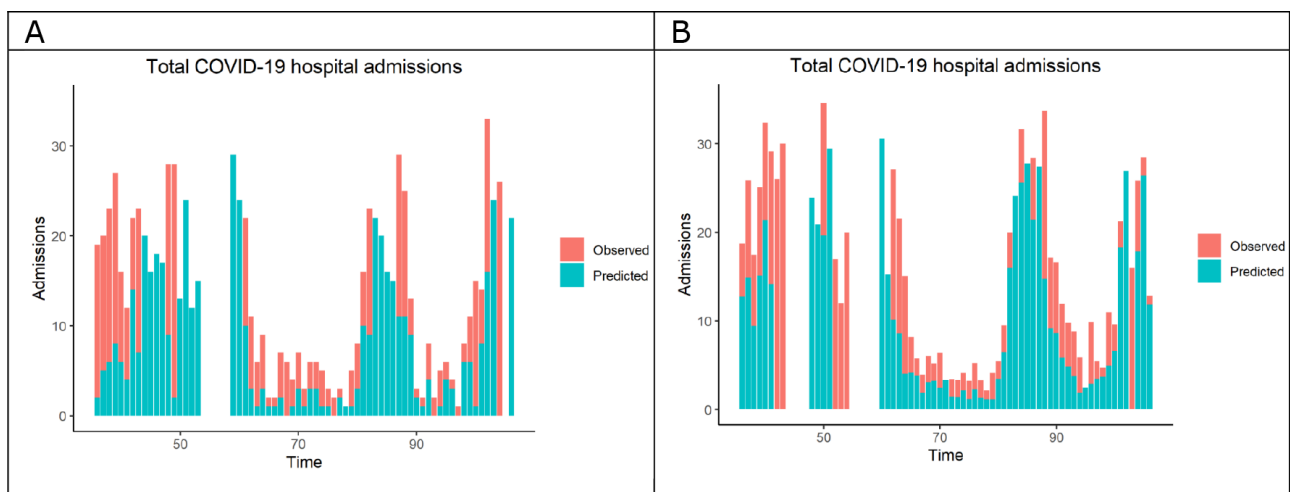 A
Total COVID-19 hospital admissions
30
20
10
0
Admissions
50
70
90
Time
Observed
Predicted
B
Total COVID-19 hospital admissions
30
20
10
0
Admissions
50
70
90
Time
Observed
Predicted